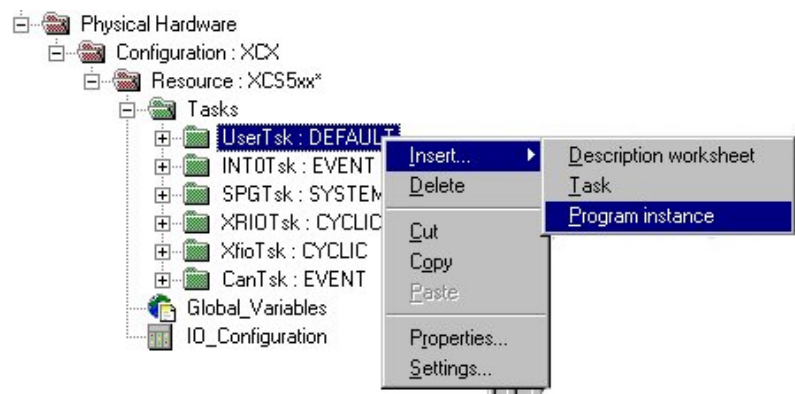 Physical Hardware
Configuration : XCX
Resource : XCS5xx*
Tasks
UserTsk : DEFAULT
INT0Tsk : EVENT
SPGTsk : SYSTEM
XRIOTsk : CYCLIC
XfioTsk : CYCLIC
CanTsk : EVENT
Global_Variables
IO_Configuration
Insert...
Delete
Cut
Copy
Paste
Properties...
Settings...
Description worksheet
Task
Program instance